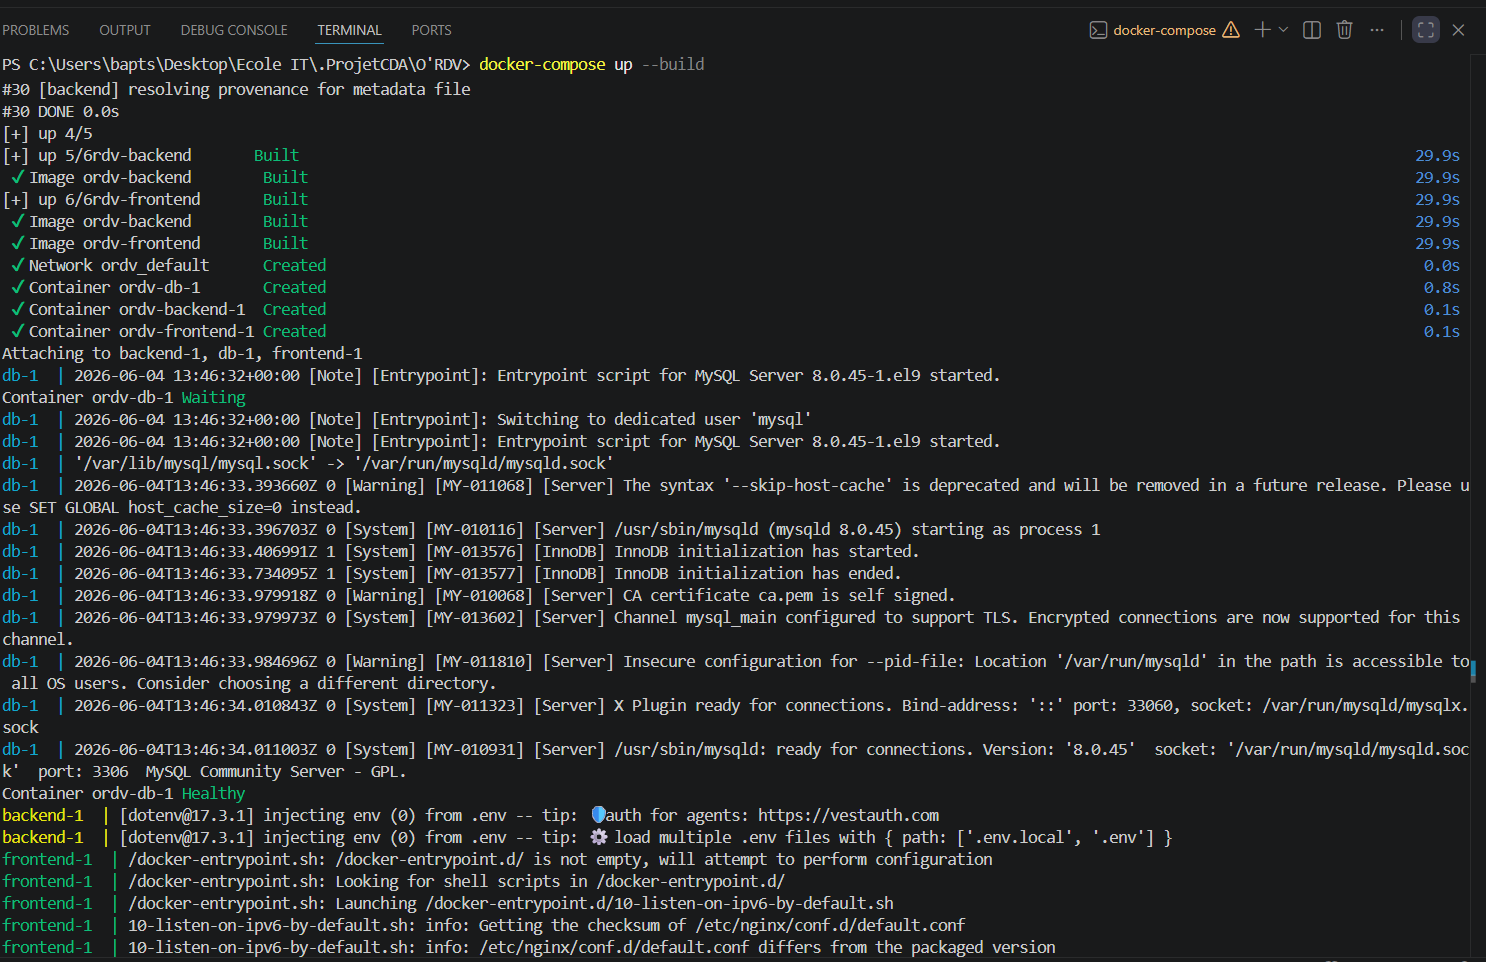 PROBLEMS OUTPUT DEBUG CONSOLE TERMINAL PORTS docker-compose
PS C:\Users\bapts\Desktop\Ecole IT\.ProjetCDA\O'RDV> docker-compose up --build
#30 [backend] resolving provenance for metadata file
#30 DONE 0.0s
[+] up 4/5
[+] up 5/6rdv-backend Built 29.9s
✓ Image ordv-backend Built 29.9s
[+] up 6/6rdv-frontend Built 29.9s
✓ Image ordv-backend Built 29.9s
✓ Image ordv-frontend Built 29.9s
✓ Network ordv_default Created 0.0s
✓ Container ordv-db-1 Created 0.8s
✓ Container ordv-backend-1 Created 0.1s
✓ Container ordv-frontend-1 Created 0.1s
Attaching to backend-1, db-1, frontend-1
db-1 | 2026-06-04 13:46:32+00:00 [Note] [Entrypoint]: Entrypoint script for MySQL Server 8.0.45-1.el9 started.
Container ordv-db-1 Waiting
db-1 | 2026-06-04 13:46:32+00:00 [Note] [Entrypoint]: Switching to dedicated user 'mysql'
db-1 | 2026-06-04 13:46:32+00:00 [Note] [Entrypoint]: Entrypoint script for MySQL Server 8.0.45-1.el9 started.
db-1 | '/var/lib/mysql/mysql.sock' -> '/var/run/mysqld/mysqld.sock'
db-1 | 2026-06-04T13:46:33.393660Z 0 [Warning] [MY-011068] [Server] The syntax '--skip-host-cache' is deprecated and will be removed in a future release. Please u
se SET GLOBAL host_cache_size=0 instead.
db-1 | 2026-06-04T13:46:33.396703Z 0 [System] [MY-010116] [Server] /usr/sbin/mysqld (mysqld 8.0.45) starting as process 1
db-1 | 2026-06-04T13:46:33.406991Z 1 [System] [MY-013576] [InnoDB] InnoDB initialization has started.
db-1 | 2026-06-04T13:46:33.734095Z 1 [System] [MY-013577] [InnoDB] InnoDB initialization has ended.
db-1 | 2026-06-04T13:46:33.979918Z 0 [Warning] [MY-010068] [Server] CA certificate ca.pem is self signed.
db-1 | 2026-06-04T13:46:33.979973Z 0 [System] [MY-013602] [Server] Channel mysql_main configured to support TLS. Encrypted connections are now supported for this
channel.
db-1 | 2026-06-04T13:46:33.984696Z 0 [Warning] [MY-011810] [Server] Insecure configuration for --pid-file: Location '/var/run/mysqld' in the path is accessible to
all OS users. Consider choosing a different directory.
db-1 | 2026-06-04T13:46:34.010843Z 0 [System] [MY-011323] [Server] X Plugin ready for connections. Bind-address: '::' port: 33060, socket: /var/run/mysqld/mysqlx.
sock
db-1 | 2026-06-04T13:46:34.011003Z 0 [System] [MY-010931] [Server] /usr/sbin/mysqld: ready for connections. Version: '8.0.45' socket: '/var/run/mysqld/mysqld.soc
k' port: 3306 MySQL Community Server - GPL.
Container ordv-db-1 Healthy
backend-1 | [dotenv@17.3.1] injecting env (0) from .env -- tip: 🛡️auth for agents: https://vestauth.com
backend-1 | [dotenv@17.3.1] injecting env (0) from .env -- tip: ⚙️ load multiple .env files with { path: ['.env.local', '.env'] }
frontend-1 | /docker-entrypoint.sh: /docker-entrypoint.d/ is not empty, will attempt to perform configuration
frontend-1 | /docker-entrypoint.sh: Looking for shell scripts in /docker-entrypoint.d/
frontend-1 | /docker-entrypoint.sh: Launching /docker-entrypoint.d/10-listen-on-ipv6-by-default.sh
frontend-1 | 10-listen-on-ipv6-by-default.sh: info: Getting the checksum of /etc/nginx/conf.d/default.conf
frontend-1 | 10-listen-on-ipv6-by-default.sh: info: /etc/nginx/conf.d/default.conf differs from the packaged version